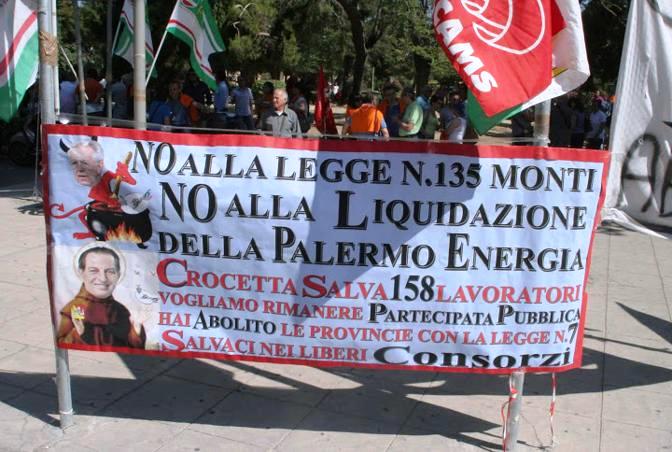 CAMS
NO ALLA LEGGE N.135 MONTI
NO ALLA LIQUIDAZIONE
DELLA PALERMO ENERGIA
CROCETTA SALVA 158 LAVORATORI
VOGLIAMO RIMANERE PARTECIPATA PUBBLICA
HAI ABOLITO LE PROVINCIE CON LA LEGGE N.7
SALVACI NEI LIBERI CONSORZI